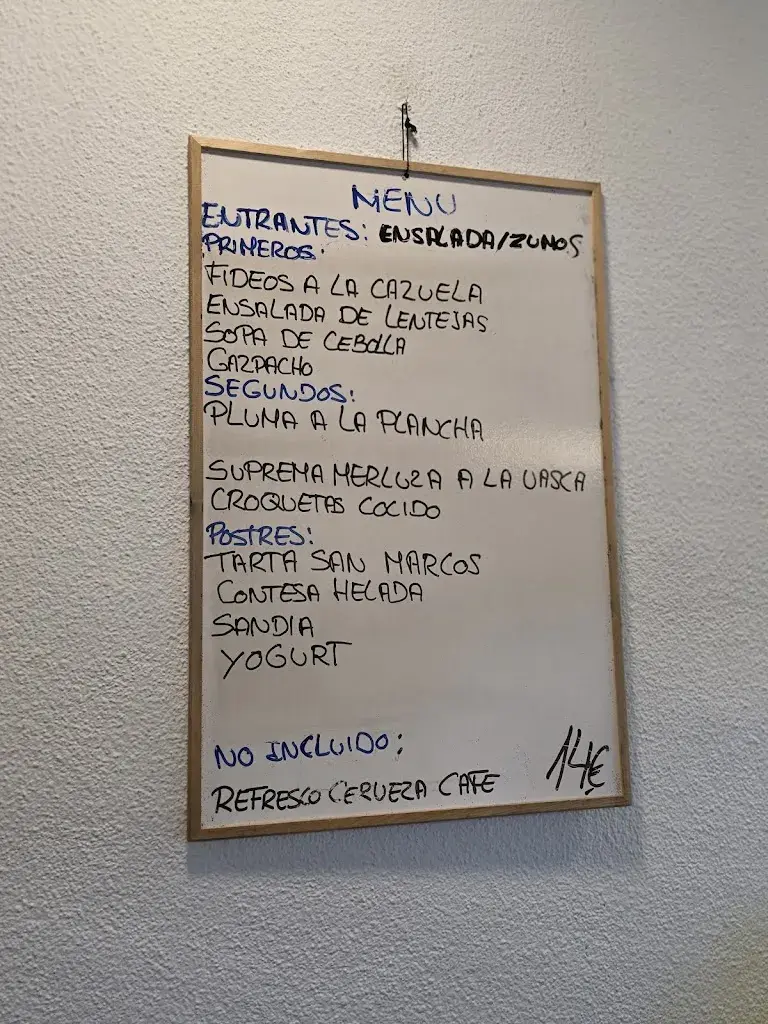 MENU
ENTRANTES: ENSALADA/ZUMOS
PRIMEROS:
FIDEOS A LA CAZUELA
ENSALADA DE LENTEJAS
SOPA DE CEBOLLA
GAZPACHO
SEGUNDOS:
PLUMA A LA PLANCHA
SUPREMA MERLUZA A LA VASCA
CROQUETAS COCIDO
POSTRES:
TARTA SAN MARCOS
CONTESA HELADA
SANDIA
YOGURT
NO INCLUIDO:
REFRESCO CERVEZA CAFE
14€